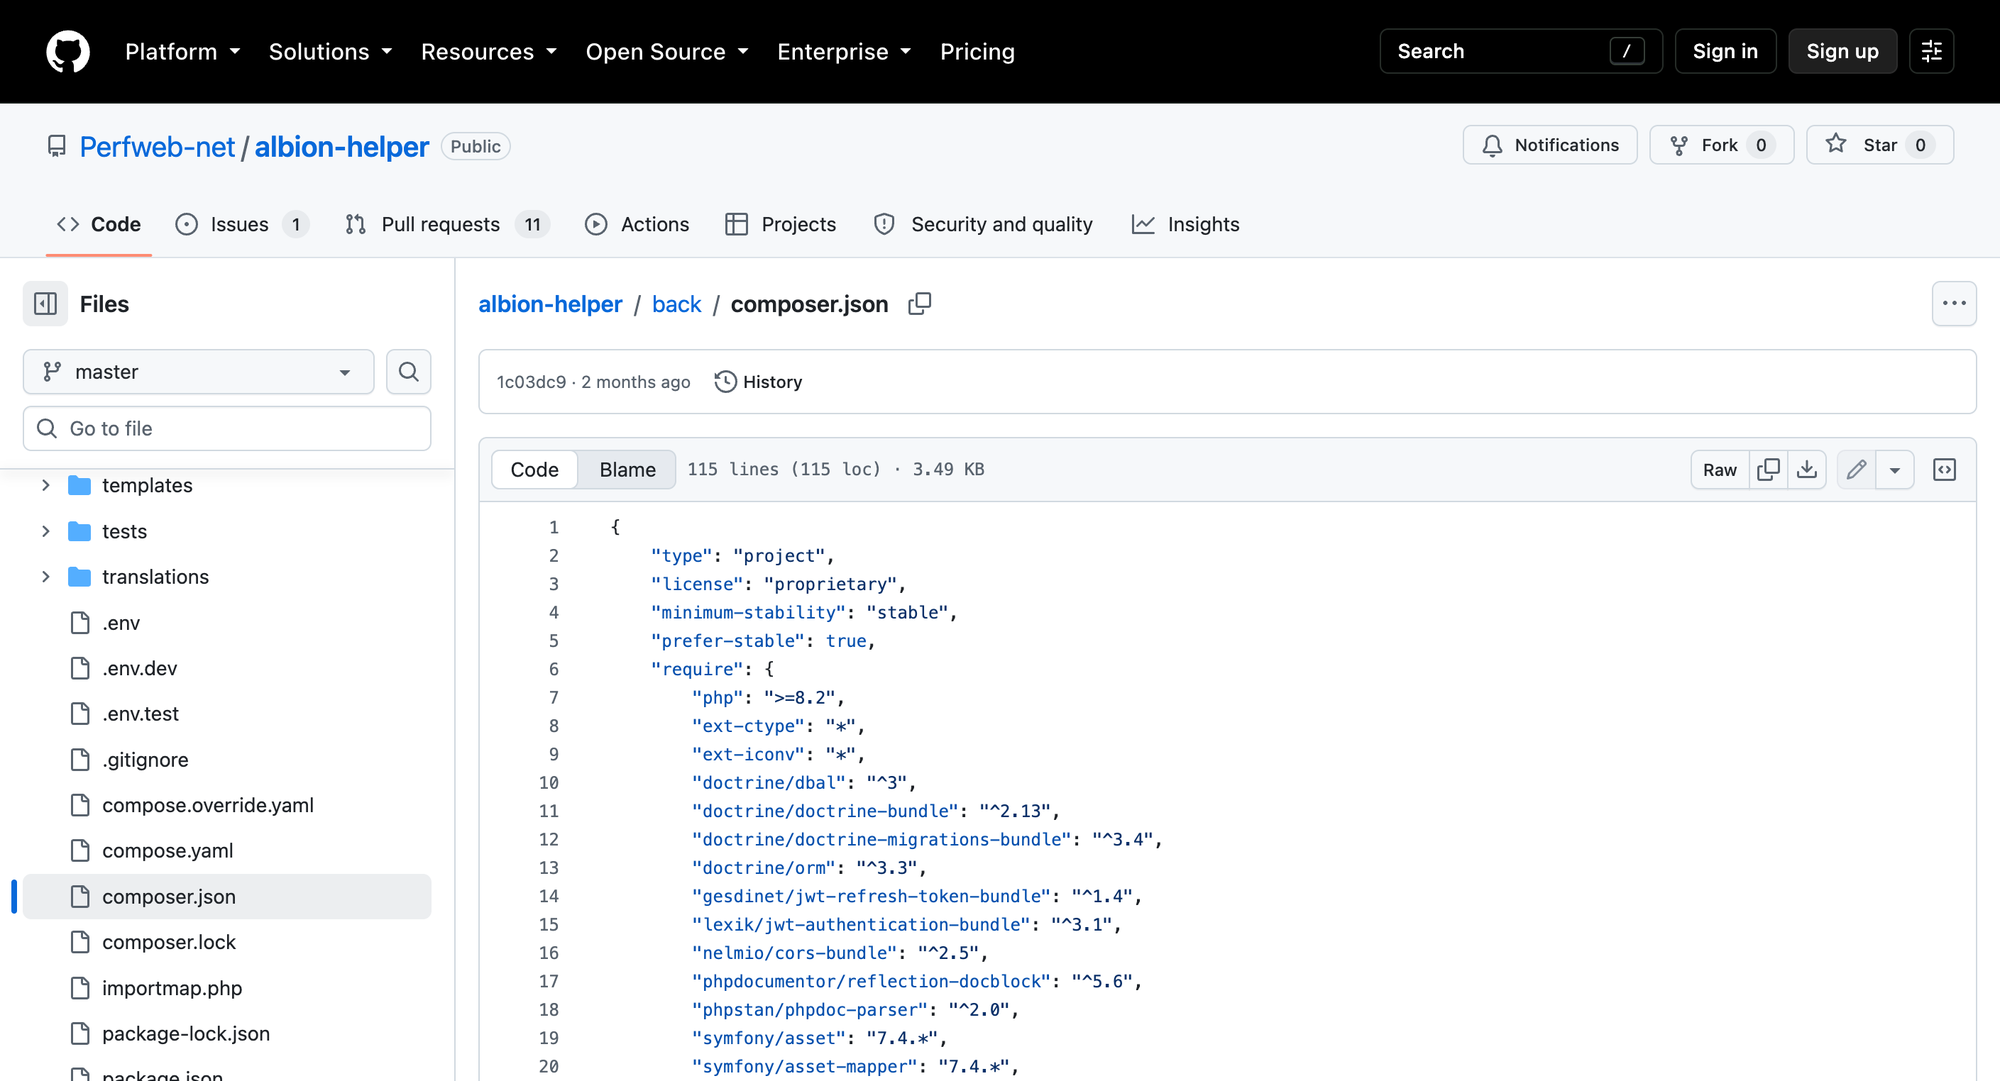 Platform Solutions Resources Open Source Enterprise Pricing Search / Sign in Sign up
Perfweb-net / albion-helper Public Notifications Fork 0 Star 0
Code Issues 1 Pull requests 11 Actions Projects Security and quality Insights
Files
master
Go to file
templates
tests
translations
.env
.env.dev
.env.test
.gitignore
compose.override.yaml
compose.yaml
composer.json
composer.lock
importmap.php
package-lock.json
package.json
albion-helper / back / composer.json
1c03dc9 · 2 months ago History
Code Blame 115 lines (115 loc) · 3.49 KB Raw
1 {
2 "type": "project",
3 "license": "proprietary",
4 "minimum-stability": "stable",
5 "prefer-stable": true,
6 "require": {
7 "php": ">=8.2",
8 "ext-ctype": "*",
9 "ext-iconv": "*",
10 "doctrine/dbal": "^3",
11 "doctrine/doctrine-bundle": "^2.13",
12 "doctrine/doctrine-migrations-bundle": "^3.4",
13 "doctrine/orm": "^3.3",
14 "gesdinet/jwt-refresh-token-bundle": "^1.4",
15 "lexik/jwt-authentication-bundle": "^3.1",
16 "nelmio/cors-bundle": "^2.5",
17 "phpdocumentor/reflection-docblock": "^5.6",
18 "phpstan/phpdoc-parser": "^2.0",
19 "symfony/asset": "7.4.*",
20 "symfony/asset-mapper": "7.4.*",